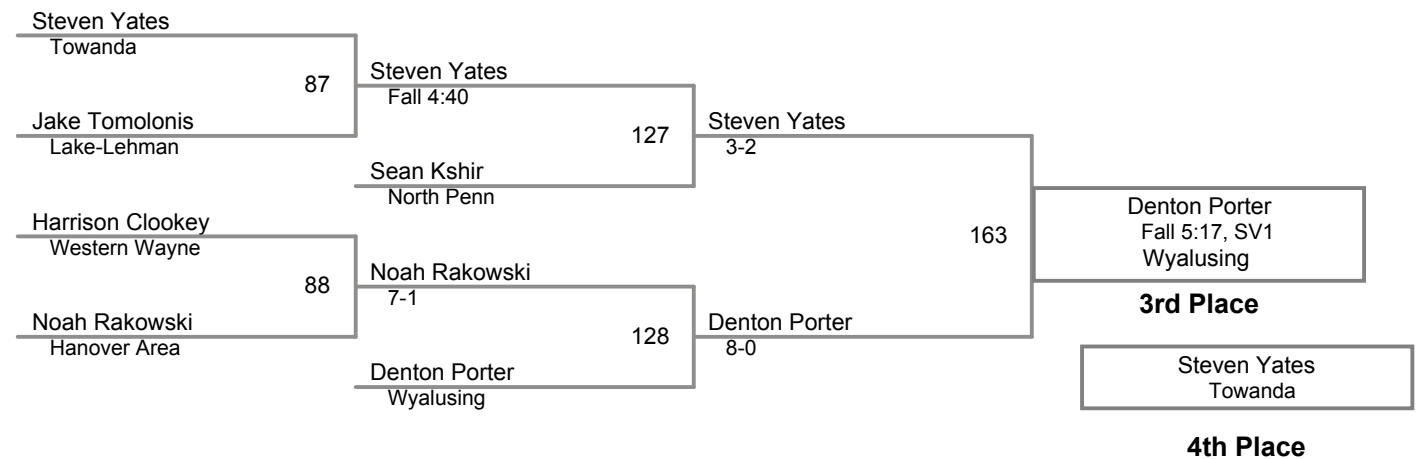 Steven Yates
Towanda
87
Jake Tomolonis
Lake-Lehman
Harrison Clookey
Western Wayne
88
Noah Rakowski
Hanover Area
Steven Yates
Fall 4:40
127
Sean Kshir
North Penn
Noah Rakowski
7-1
128
Denton Porter
Wyalusing
Steven Yates
3-2
163
Denton Porter
8-0
Denton Porter
Fall 5:17, SV1
Wyalusing
3rd Place
Steven Yates
Towanda
4th Place